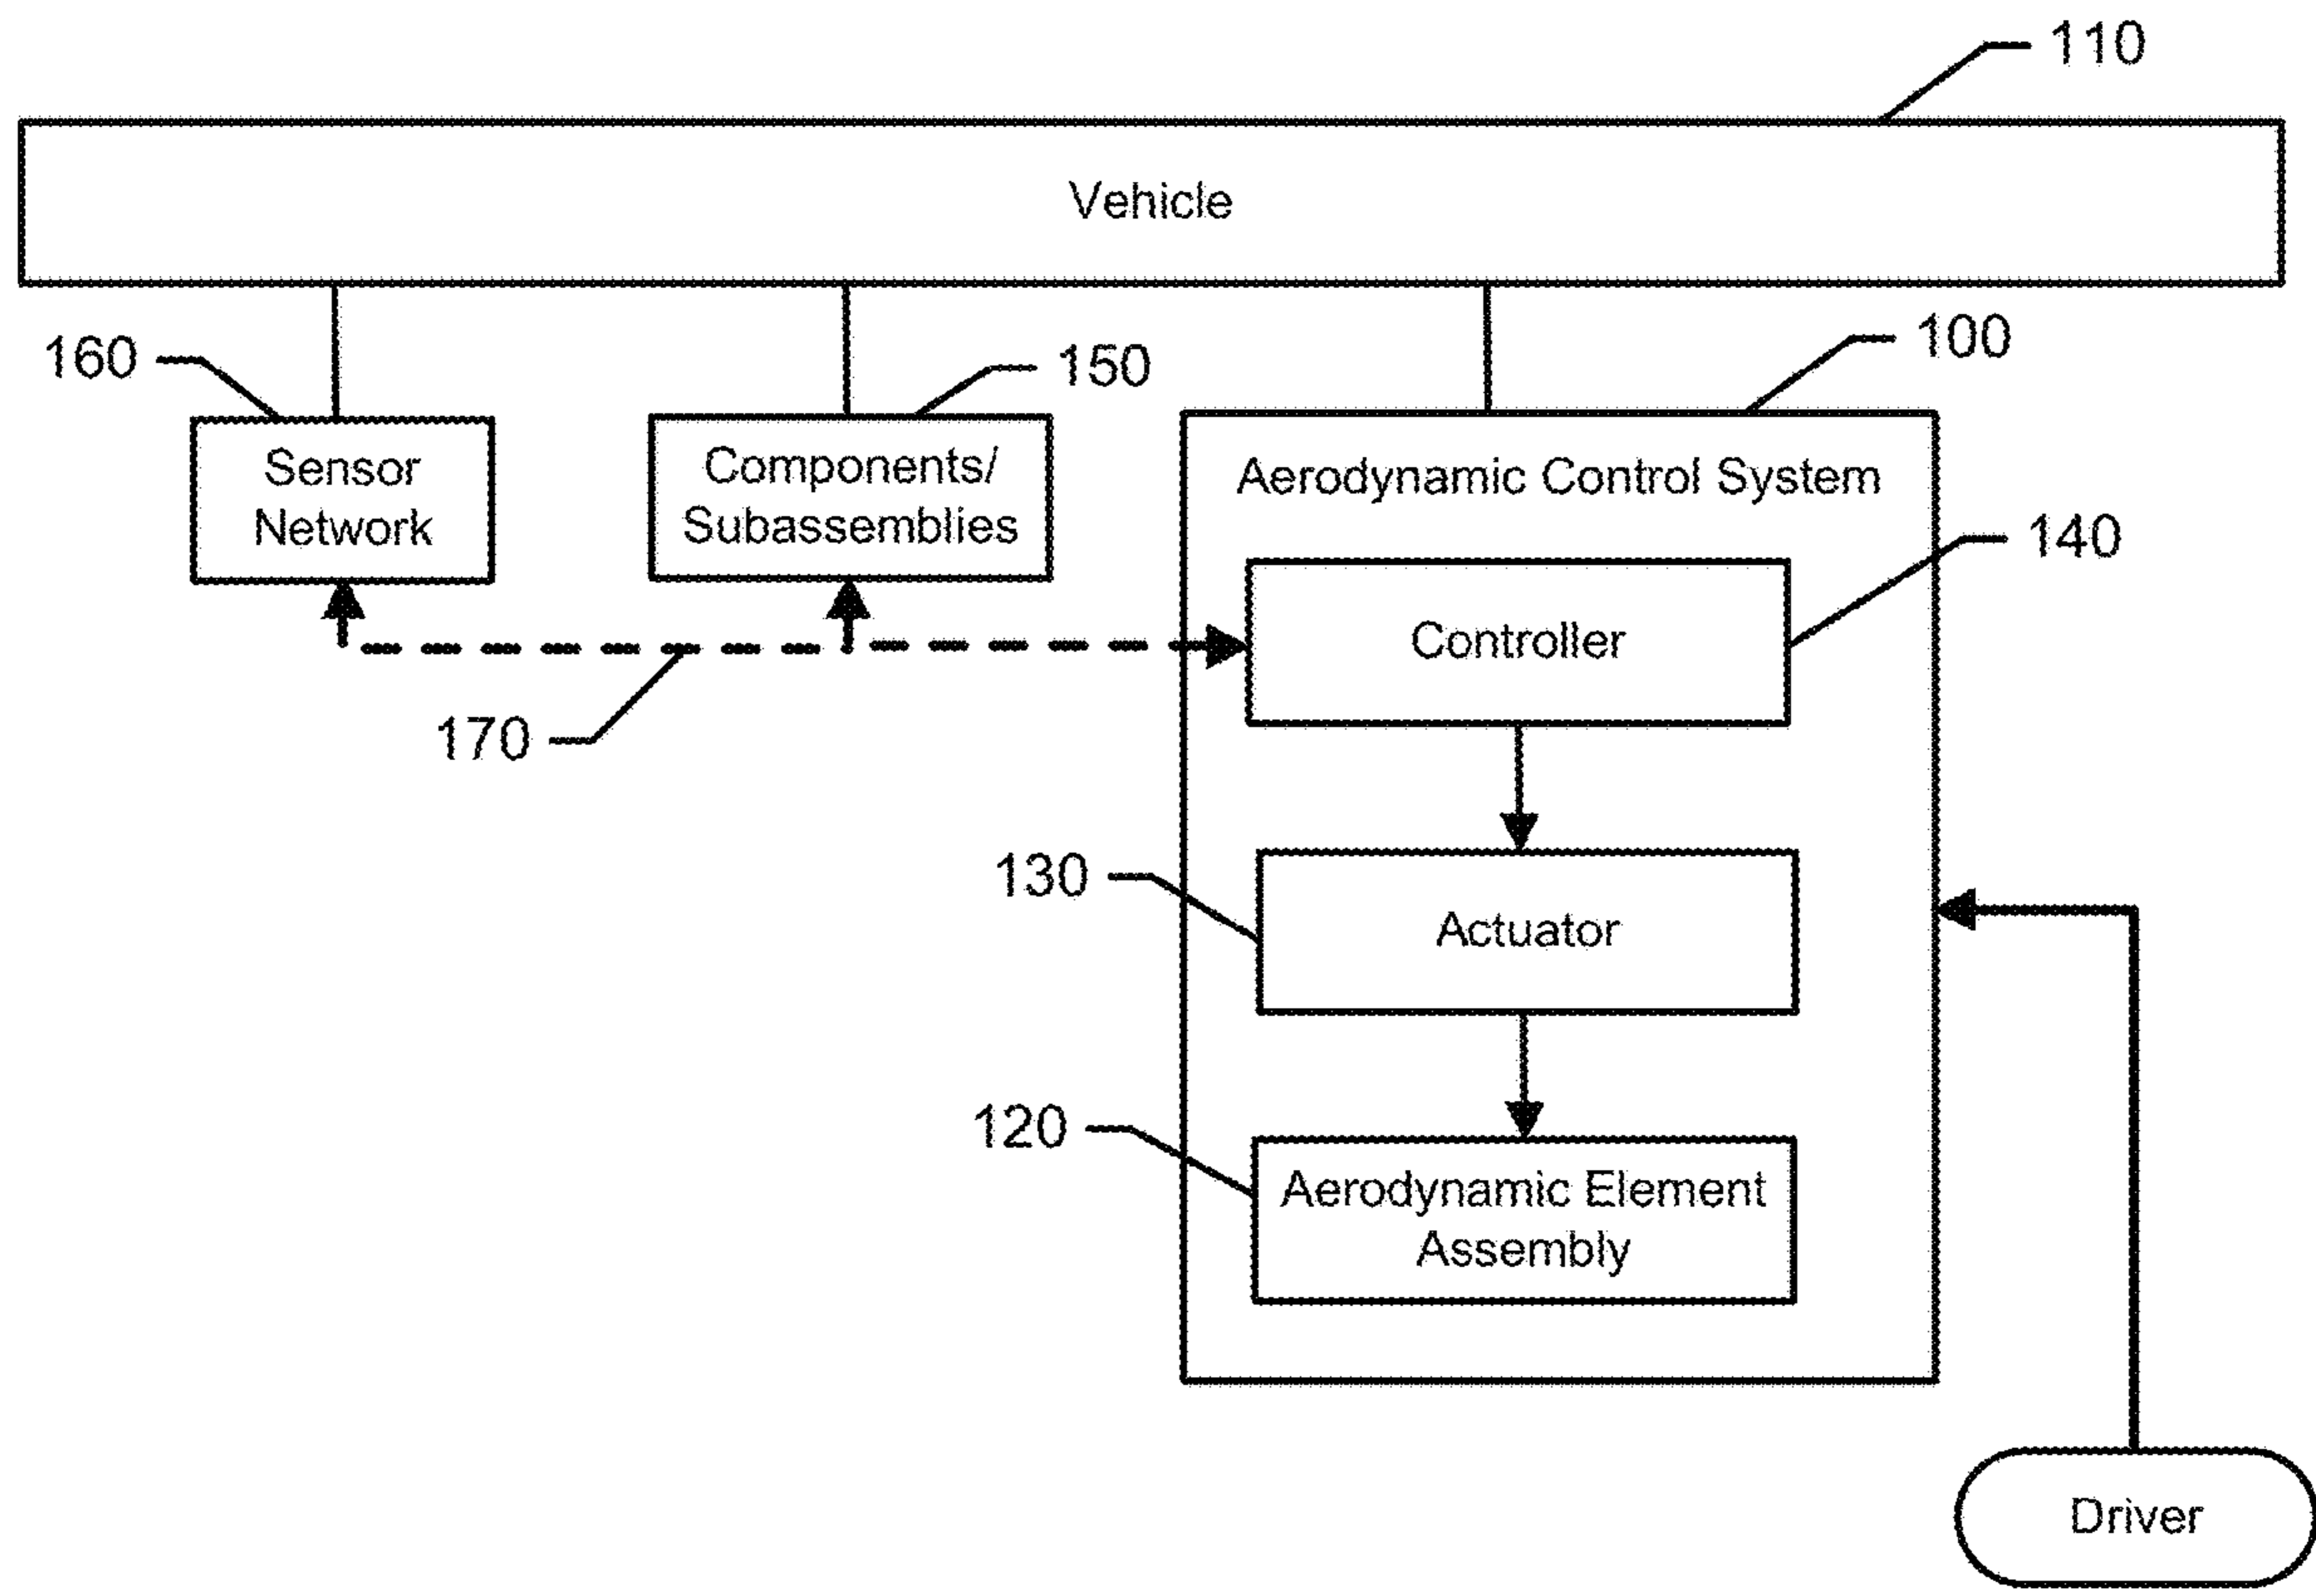 110
Vehicle
160
150
100
Sensor
Network
Components/
Subassemblies
Aerodynamic Control System
140
Controller
170
130
Actuator
120
Aerodynamic Element
Assembly
Driver